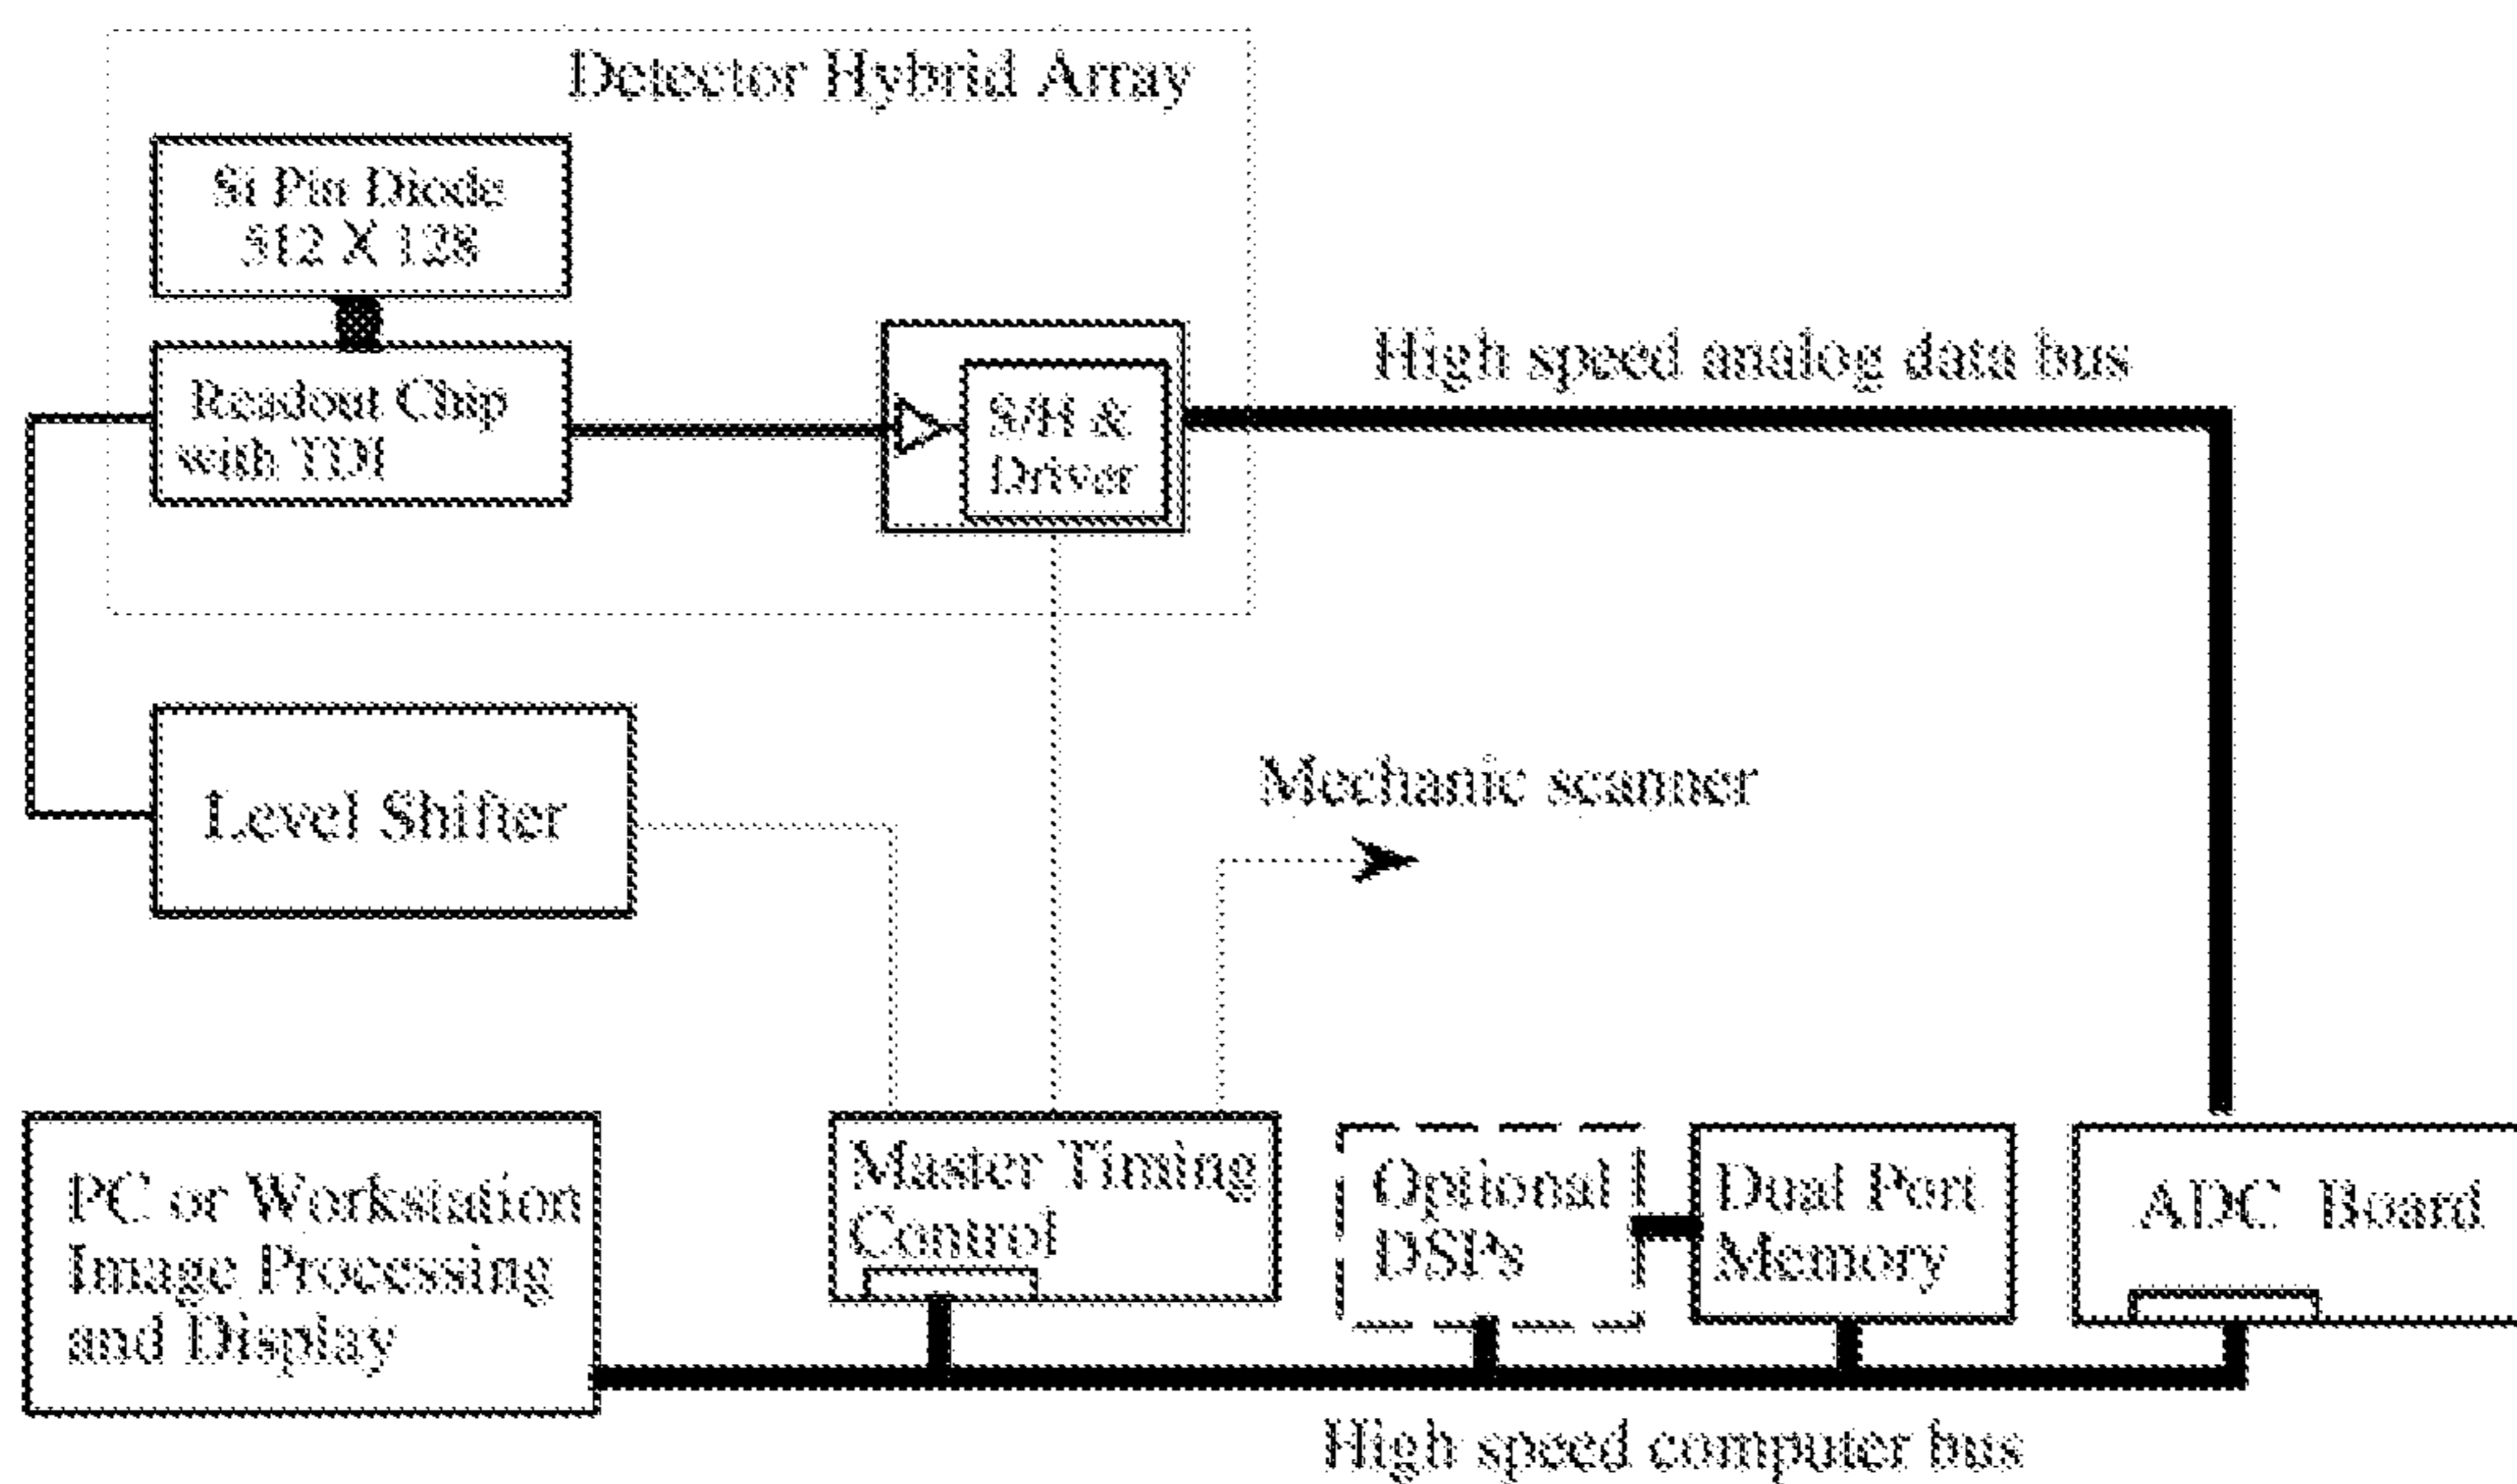 Detector Hybrid Array
Si Pin Diode
512 X 128
Readout Chip
with TDI
S/H &
Driver
High speed analog data bus
Level Shifter
Mechanic scanner
PC or Workstation
Image Processing
and Display
Master Timing
Control
Optional
DSPs
Dual Port
Memory
ADC Board
High speed computer bus